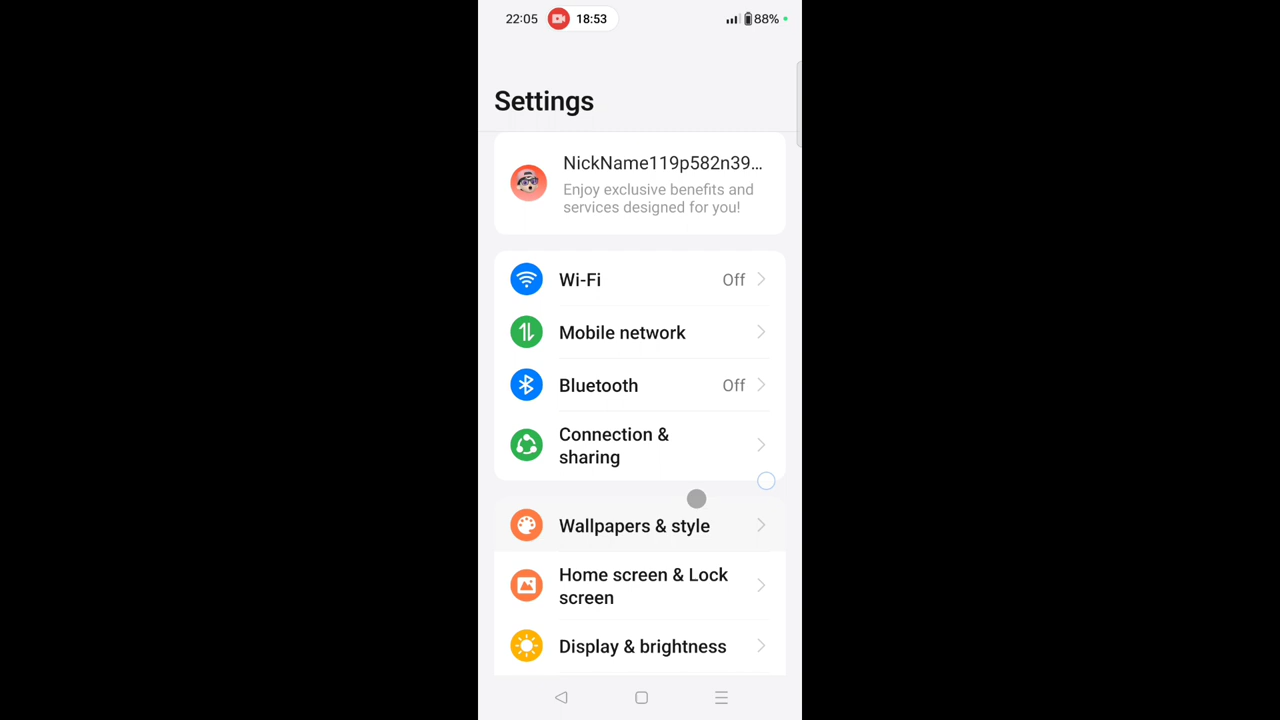 22:05 18:53 88%
Settings
NickName119p582n39...
Enjoy exclusive benefits and
services designed for you!
Wi-Fi Off
Mobile network
Bluetooth Off
Connection &
sharing
Wallpapers & style
Home screen & Lock
screen
Display & brightness